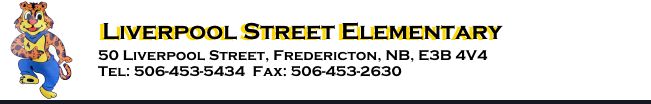 Liverpool Street Elementary
50 Liverpool Street, Fredericton, NB, E3B 4V4
Tel: 506-453-5434 Fax: 506-453-2630